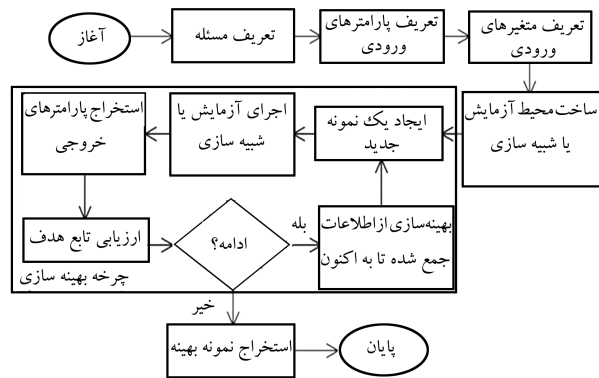 آغاز
تعریف مسئله
تعریف پارامترهای
ورودی
تعریف متغیرهای
ورودی
ساخت محیط آزمایش
یا شبیه سازی
ایجاد یک نمونه
جدید
اجرای آزمایش یا
شبیه سازی
استخراج پارامترهای
خروجی
ارزیابی تابع هدف
چرخه بهینه سازی
ادامه؟
بله
بهینه‌سازی از اطلاعات
جمع شده تا به اکنون
خیر
استخراج نمونه بهینه
پایان